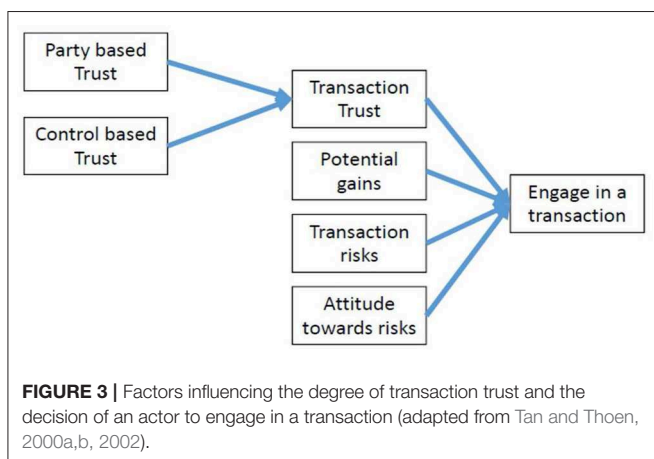 Party based
Trust
Control based
Trust
Transaction
Trust
Potential
gains
Transaction
risks
Attitude
towards risks
Engage in a
transaction
FIGURE 3 | Factors influencing the degree of transaction trust and the
decision of an actor to engage in a transaction (adapted from Tan and Thoen,
2000a,b, 2002).